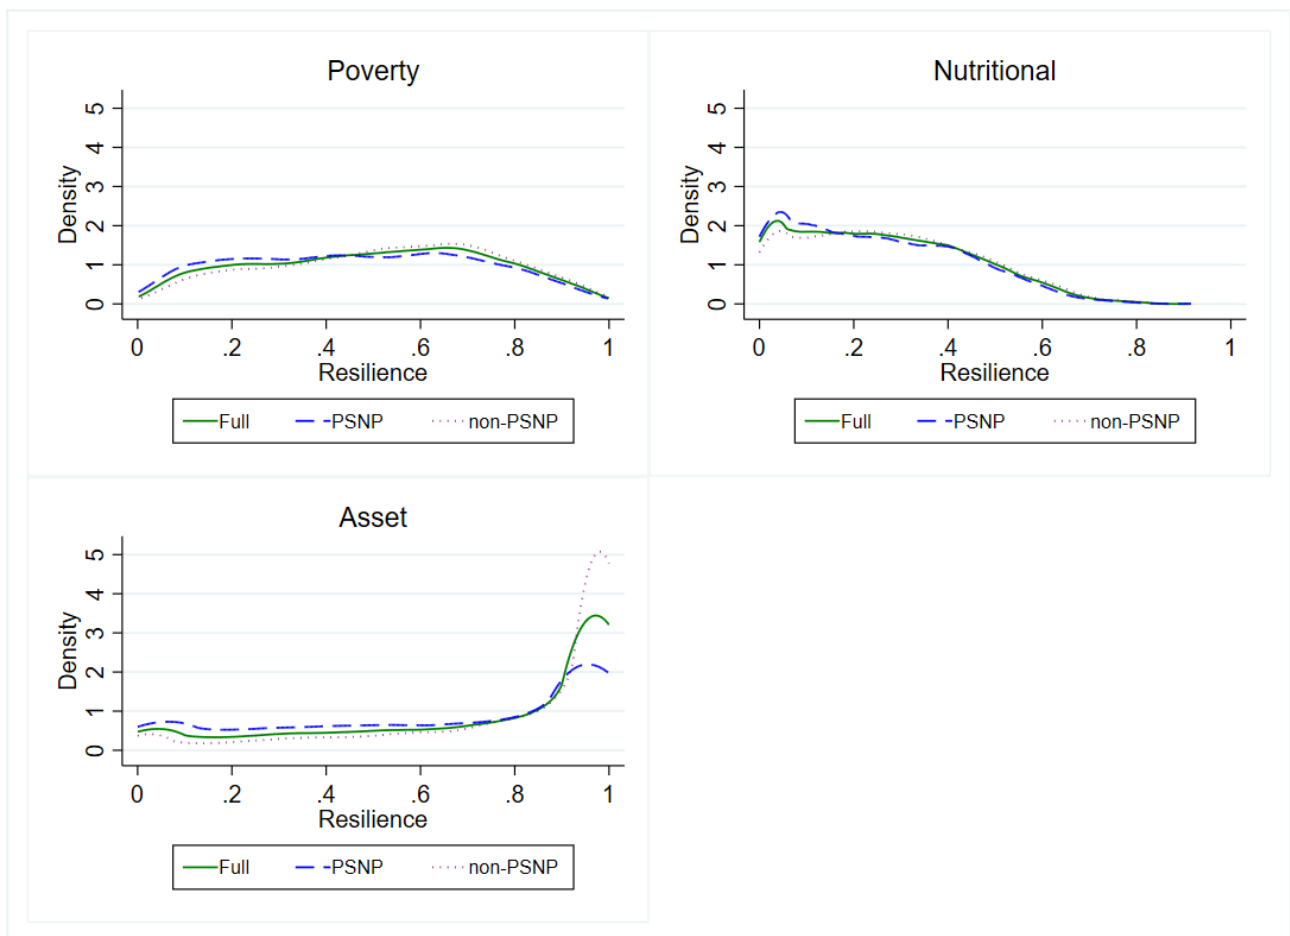 Poverty
Density
5
4
3
2
1
0
0 .2 .4 .6 .8 1
Resilience
Full PSNP non-PSNP
Nutritional
Density
5
4
3
2
1
0
0 .2 .4 .6 .8 1
Resilience
Full PSNP non-PSNP
Asset
Density
5
4
3
2
1
0
0 .2 .4 .6 .8 1
Resilience
Full PSNP non-PSNP